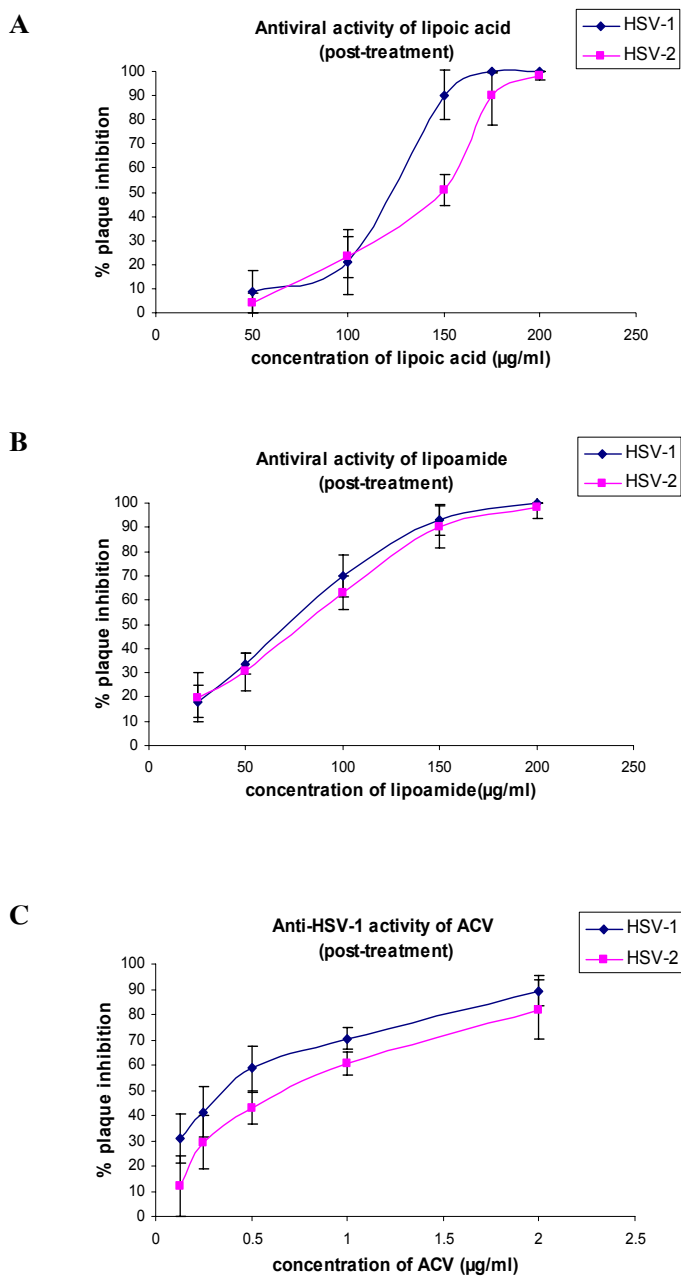 A
Antiviral activity of lipoic acid
(post-treatment)
HSV-1
HSV-2
% plaque inhibition
100
90
80
70
60
50
40
30
20
10
0
0 50 100 150 200 250
concentration of lipoic acid (µg/ml)
B
Antiviral activity of lipoamide
(post-treatment)
HSV-1
HSV-2
% plaque inhibition
100
90
80
70
60
50
40
30
20
10
0
0 50 100 150 200 250
concentration of lipoamide(µg/ml)
C
Anti-HSV-1 activity of ACV
(post-treatment)
HSV-1
HSV-2
% plaque inhibition
100
90
80
70
60
50
40
30
20
10
0
0 0.5 1 1.5 2 2.5
concentration of ACV (µg/ml)